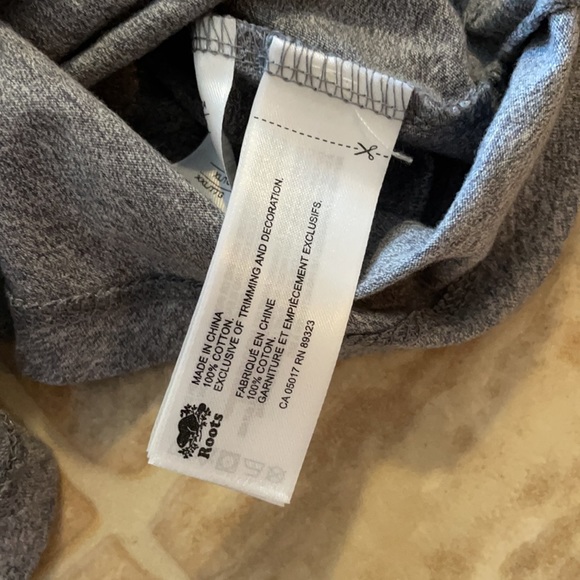 MADE IN CHINA
100% COTTON.
EXCLUSIVE OF TRIMMING AND DECORATION.
FABRIQUÉ EN CHINE
100% COTON.
GARNITURE ET EMPIÈCEMENT EXCLUSIFS.
CA 05017 RN 89323
Roots